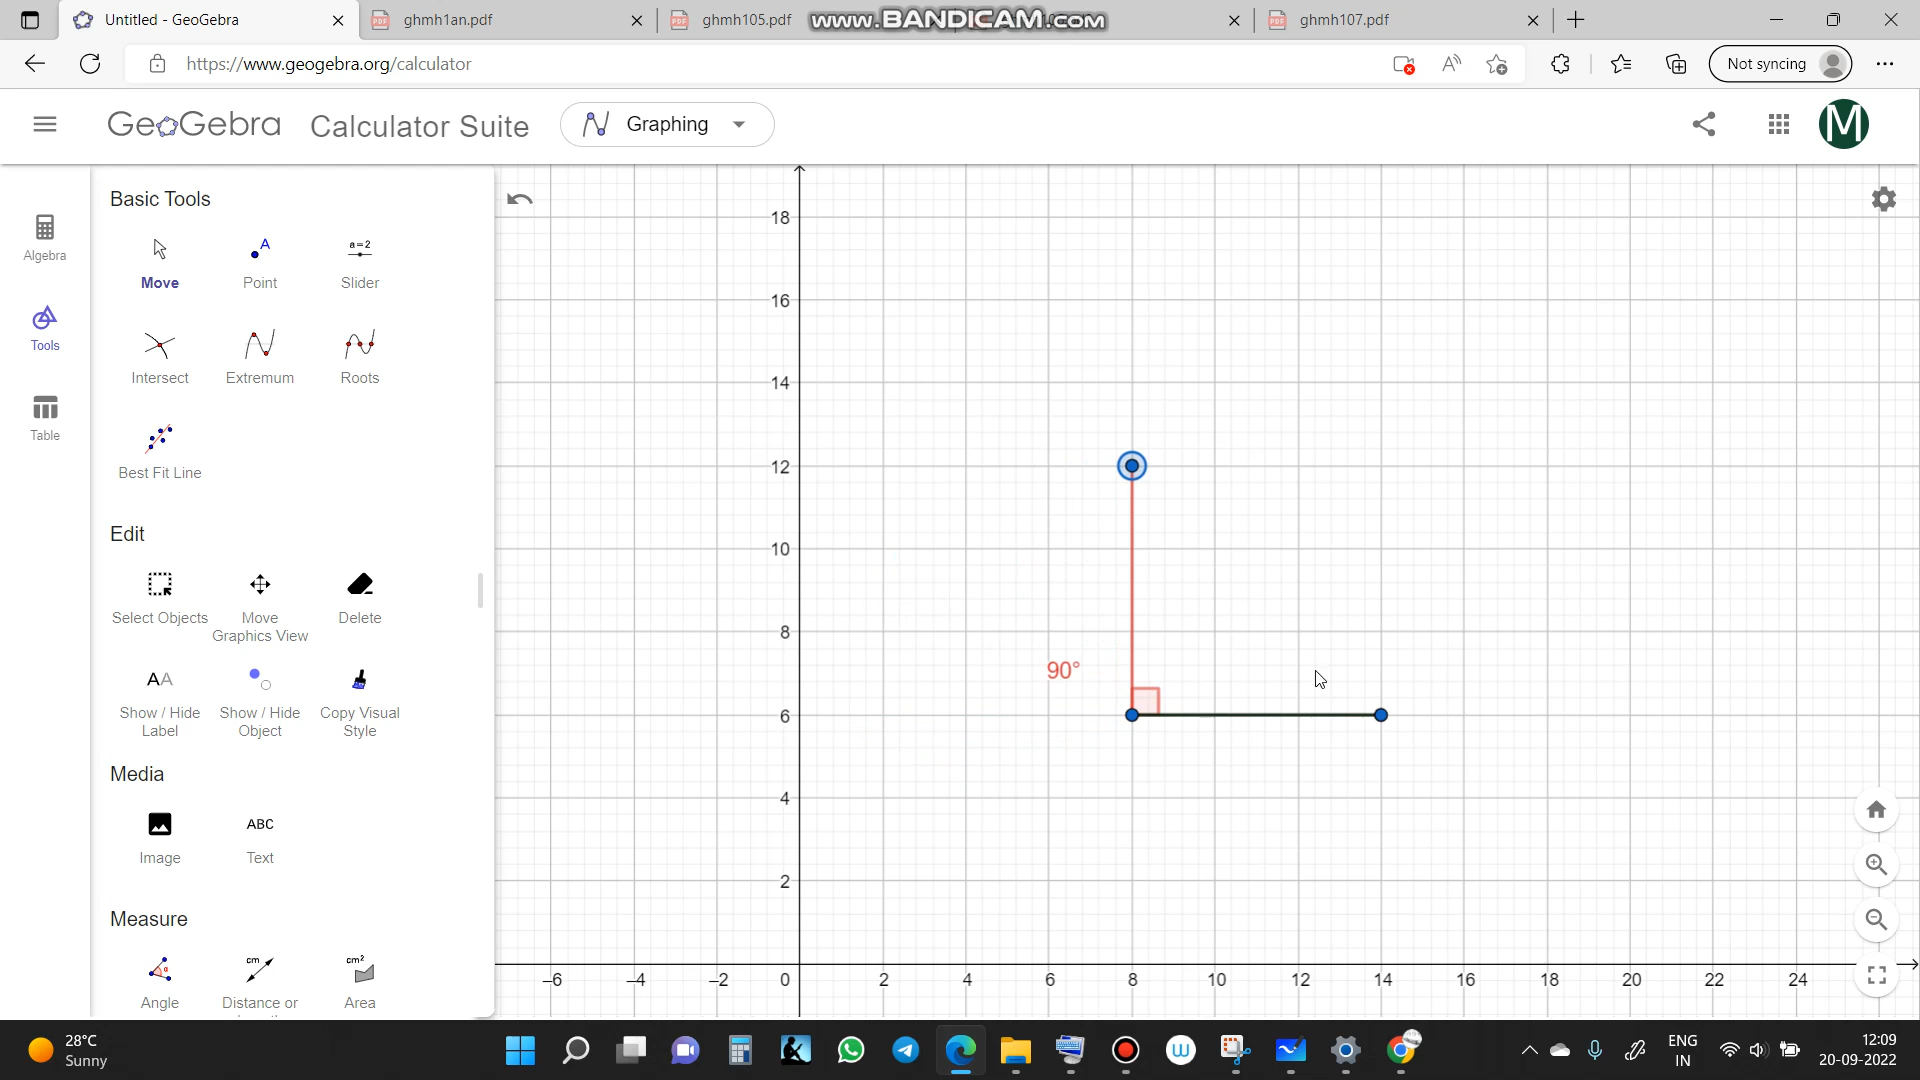 Untitled - GeoGebra
ghmh1an.pdf
ghmh105.pdf
www.BANDICAM.com
ghmh107.pdf
https://www.geogebra.org/calculator
Not syncing
GeoGebra Calculator Suite
Graphing
M
Algebra
Tools
Table
Basic Tools
Move
A
Point
a=2
Slider
Intersect
Extremum
Roots
Best Fit Line
Edit
Select Objects
Move Graphics View
Delete
AA
Show / Hide Label
Show / Hide Object
Copy Visual Style
Media
Image
ABC
Text
Measure
Angle
cm
Distance or
cm²
Area
18
16
14
12
10
8
6
4
2
90°
-6 -4 -2 0 2 4 6 8 10 12 14 16 18 20 22 24
28°C
Sunny
ENG
IN
12:09
20-09-2022